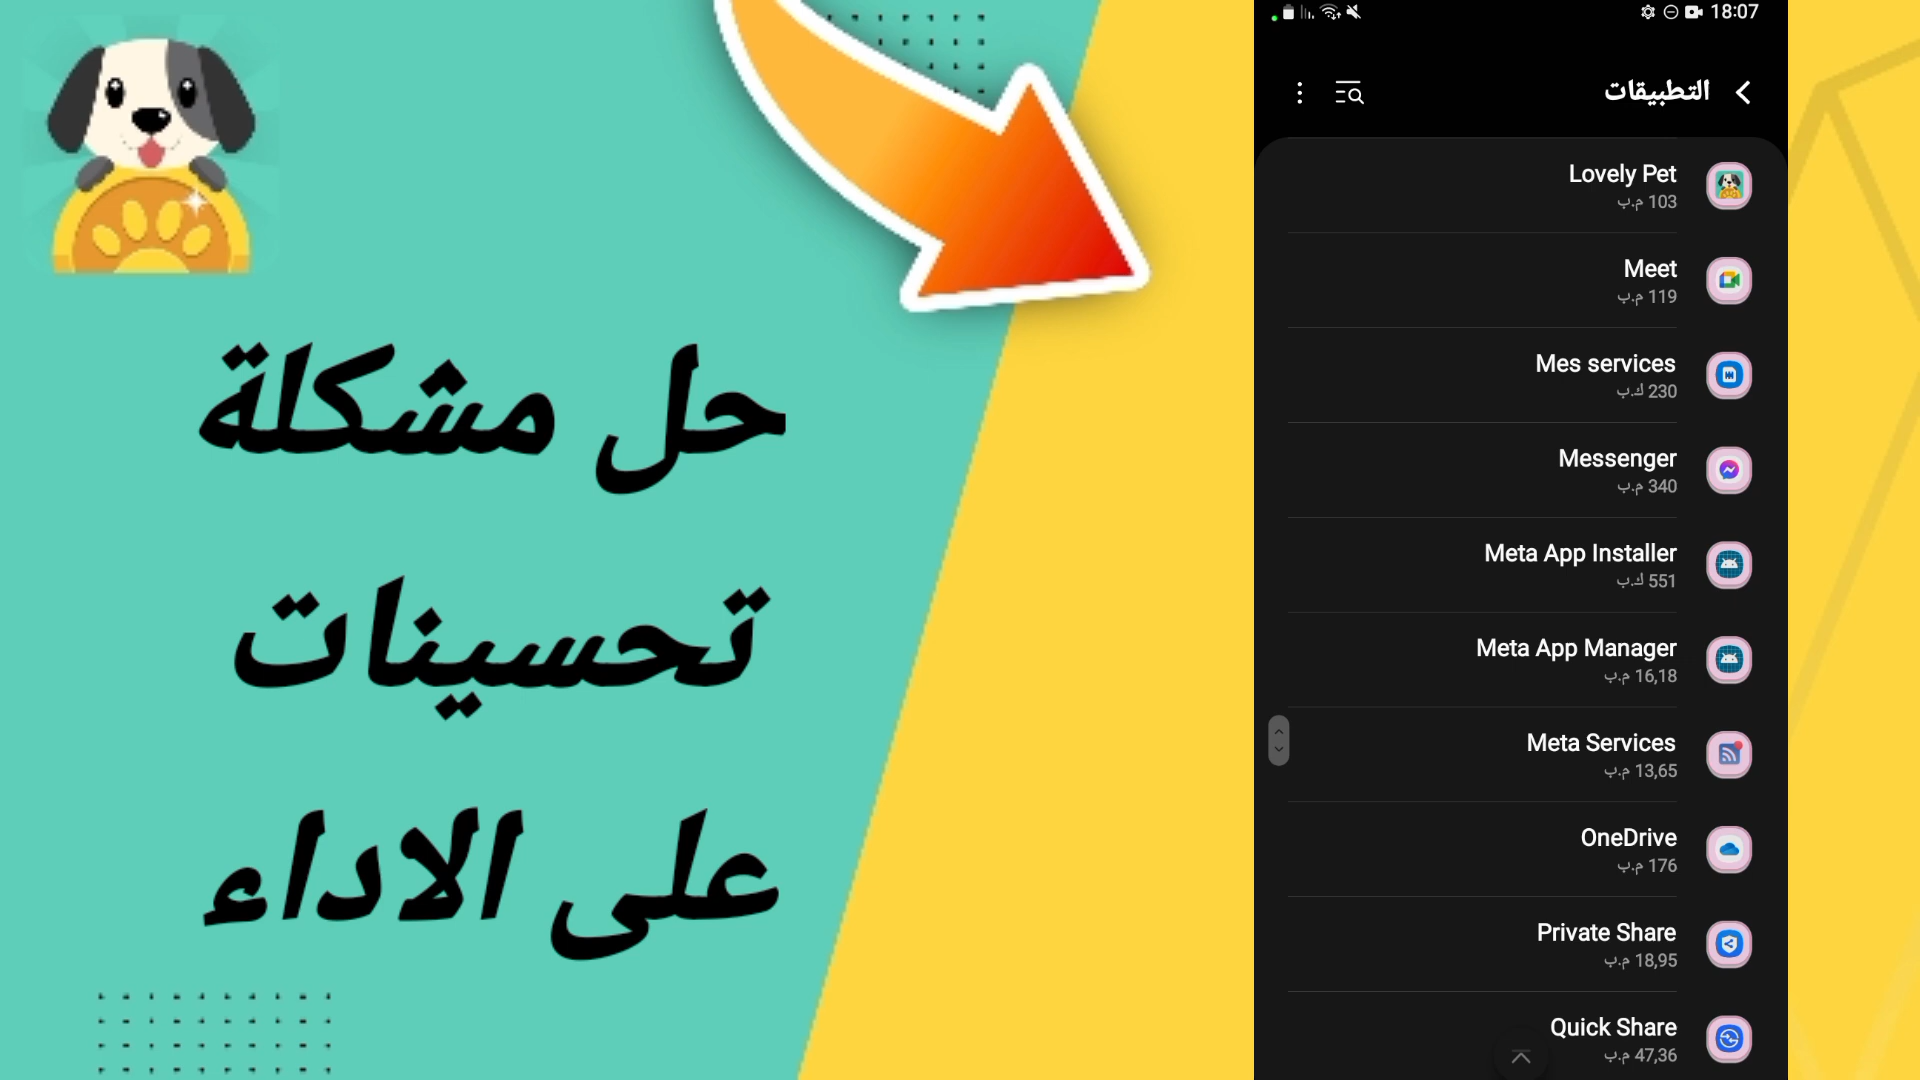 حل مشكلة
تحسينات
على الاداء
18:07
التطبيقات
Lovely Pet
103 م.ب
Meet
119 م.ب
Mes services
230 ك.ب
Messenger
340 م.ب
Meta App Installer
551 ك.ب
Meta App Manager
16,18 م.ب
Meta Services
13,65 م.ب
OneDrive
176 م.ب
Private Share
18,95 م.ب
Quick Share
47,36 م.ب